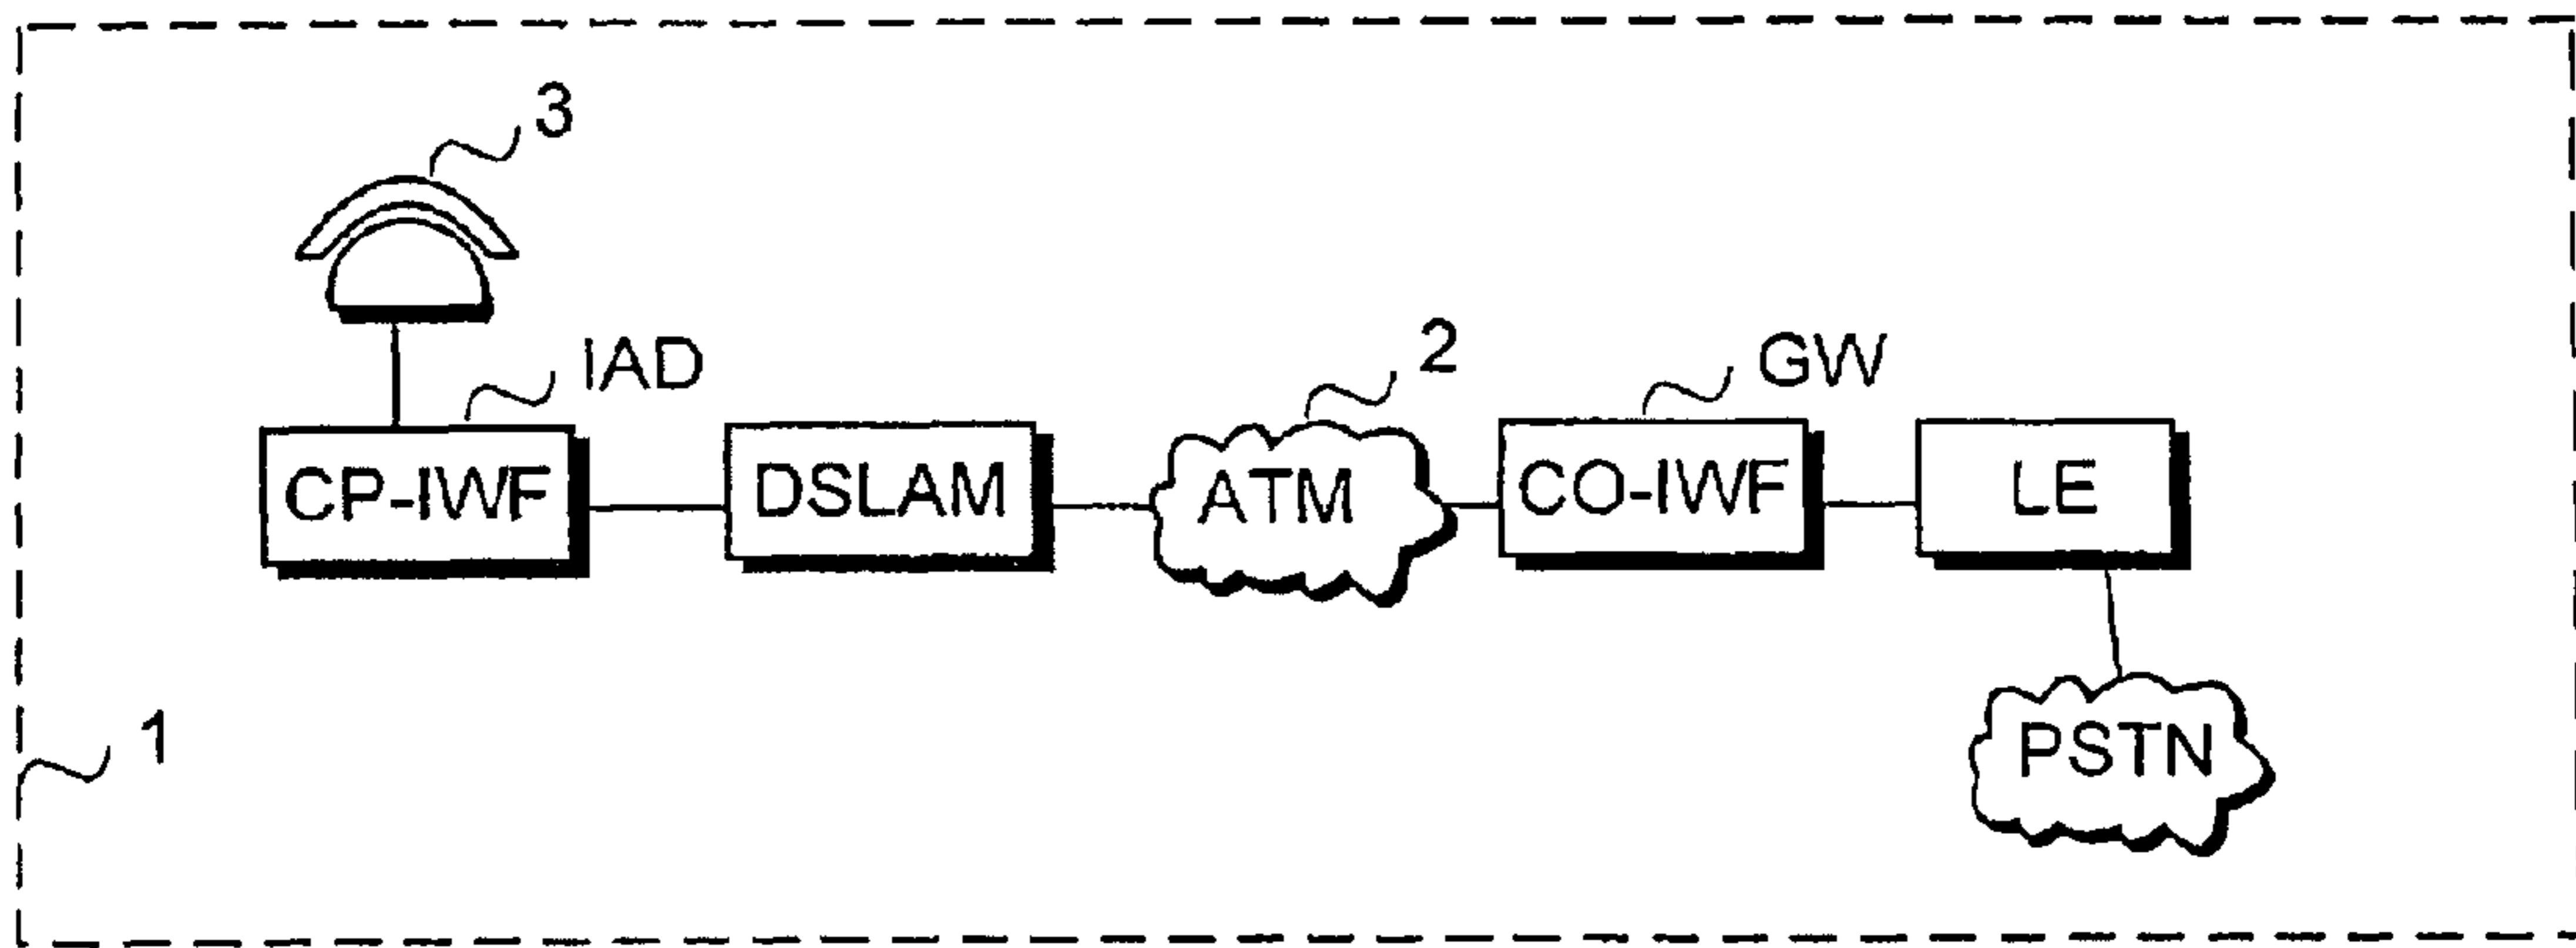 3
IAD
2
GW
CP-IWF
DSLAM
ATM
CO-IWF
LE
1
PSTN